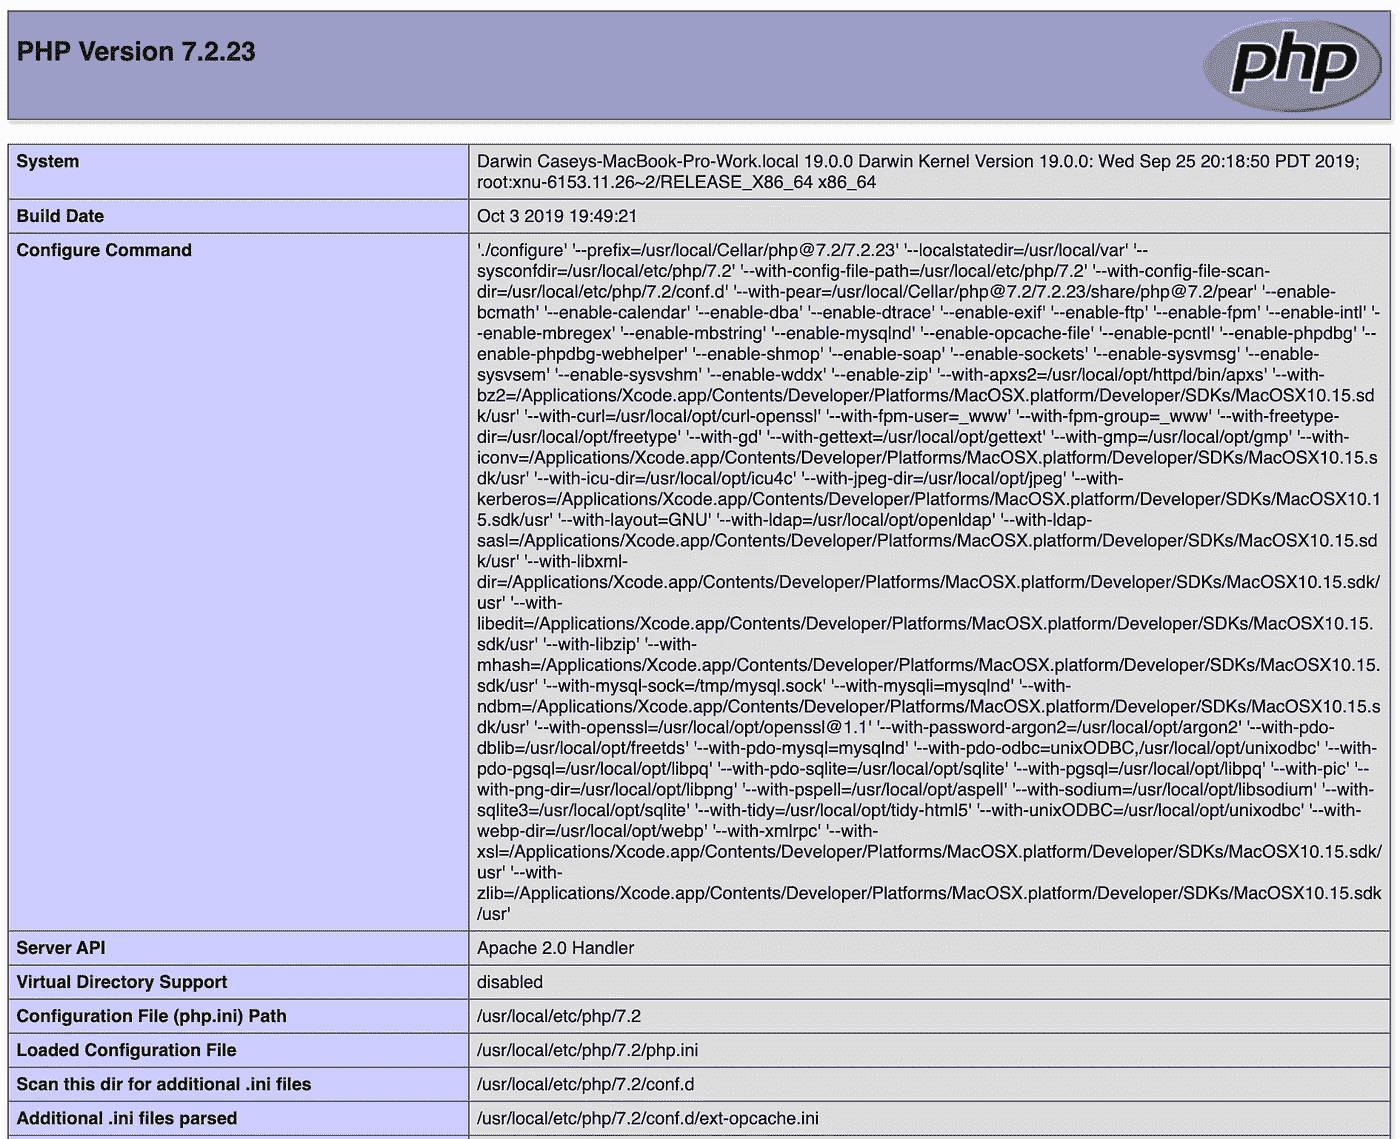 PHP Version 7.2.23
php
System
Darwin Caseys-MacBook-Pro-Work.local 19.0.0 Darwin Kernel Version 19.0.0: Wed Sep 25 20:18:50 PDT 2019;
root:xnu-6153.11.26~2/RELEASE_X86_64 x86_64
Build Date
Oct 3 2019 19:49:21
Configure Command
'./configure' '--prefix=/usr/local/Cellar/php@7.2/7.2.23' '--localstatedir=/usr/local/var' '--
sysconfdir=/usr/local/etc/php/7.2' '--with-config-file-path=/usr/local/etc/php/7.2' '--with-config-file-scan-
dir=/usr/local/etc/php/7.2/conf.d' '--with-pear=/usr/local/Cellar/php@7.2/7.2.23/share/php@7.2/pear' '--enable-
bcmath' '--enable-calendar' '--enable-dba' '--enable-dtrace' '--enable-exif' '--enable-ftp' '--enable-fpm' '--enable-intl' '-
-enable-mbregex' '--enable-mbstring' '--enable-mysqlnd' '--enable-opcache-file' '--enable-pcntl' '--enable-phpdbg' '--
enable-phpdbg-webhelper' '--enable-shmop' '--enable-soap' '--enable-sockets' '--enable-sysvmsg' '--enable-
sysvsem' '--enable-sysvshm' '--enable-wddx' '--enable-zip' '--with-apxs2=/usr/local/opt/httpd/bin/apxs' '--with-
bz2=/Applications/Xcode.app/Contents/Developer/Platforms/MacOSX.platform/Developer/SDKs/MacOSX10.15.sd
k/usr' '--with-curl=/usr/local/opt/curl-openssl' '--with-fpm-user=_www' '--with-fpm-group=_www' '--with-freetype-
dir=/usr/local/opt/freetype' '--with-gd' '--with-gettext=/usr/local/opt/gettext' '--with-gmp=/usr/local/opt/gmp' '--with-
iconv=/Applications/Xcode.app/Contents/Developer/Platforms/MacOSX.platform/Developer/SDKs/MacOSX10.15.s
dk/usr' '--with-icu-dir=/usr/local/opt/icu4c' '--with-jpeg-dir=/usr/local/opt/jpeg' '--with-
kerberos=/Applications/Xcode.app/Contents/Developer/Platforms/MacOSX.platform/Developer/SDKs/MacOSX10.1
5.sdk/usr' '--with-layout=GNU' '--with-ldap=/usr/local/opt/openldap' '--with-ldap-
sasl=/Applications/Xcode.app/Contents/Developer/Platforms/MacOSX.platform/Developer/SDKs/MacOSX10.15.sd
k/usr' '--with-libxml-
dir=/Applications/Xcode.app/Contents/Developer/Platforms/MacOSX.platform/Developer/SDKs/MacOSX10.15.sdk/
usr' '--with-
libedit=/Applications/Xcode.app/Contents/Developer/Platforms/MacOSX.platform/Developer/SDKs/MacOSX10.15.
sdk/usr' '--with-libzip' '--with-
mhash=/Applications/Xcode.app/Contents/Developer/Platforms/MacOSX.platform/Developer/SDKs/MacOSX10.15.
sdk/usr' '--with-mysql-sock=/tmp/mysql.sock' '--with-mysqli=mysqlnd' '--with-
ndbm=/Applications/Xcode.app/Contents/Developer/Platforms/MacOSX.platform/Developer/SDKs/MacOSX10.15.s
dk/usr' '--with-openssl=/usr/local/opt/openssl@1.1' '--with-password-argon2=/usr/local/opt/argon2' '--with-pdo-
dblib=/usr/local/opt/freetds' '--with-pdo-mysql=mysqlnd' '--with-pdo-odbc=unixODBC,/usr/local/opt/unixodbc' '--with-
pdo-pgsql=/usr/local/opt/libpq' '--with-pdo-sqlite=/usr/local/opt/sqlite' '--with-pgsql=/usr/local/opt/libpq' '--with-pic' '--
with-png-dir=/usr/local/opt/libpng' '--with-pspell=/usr/local/opt/aspell' '--with-sodium=/usr/local/opt/libsodium' '--with-
sqlite3=/usr/local/opt/sqlite' '--with-tidy=/usr/local/opt/tidy-html5' '--with-unixODBC=/usr/local/opt/unixodbc' '--with-
webp-dir=/usr/local/opt/webp' '--with-xmlrpc' '--with-
xsl=/Applications/Xcode.app/Contents/Developer/Platforms/MacOSX.platform/Developer/SDKs/MacOSX10.15.sdk/
usr' '--with-
zlib=/Applications/Xcode.app/Contents/Developer/Platforms/MacOSX.platform/Developer/SDKs/MacOSX10.15.sdk
/usr'
Server API
Apache 2.0 Handler
Virtual Directory Support
disabled
Configuration File (php.ini) Path
/usr/local/etc/php/7.2
Loaded Configuration File
/usr/local/etc/php/7.2/php.ini
Scan this dir for additional .ini files
/usr/local/etc/php/7.2/conf.d
Additional .ini files parsed
/usr/local/etc/php/7.2/conf.d/ext-opcache.ini